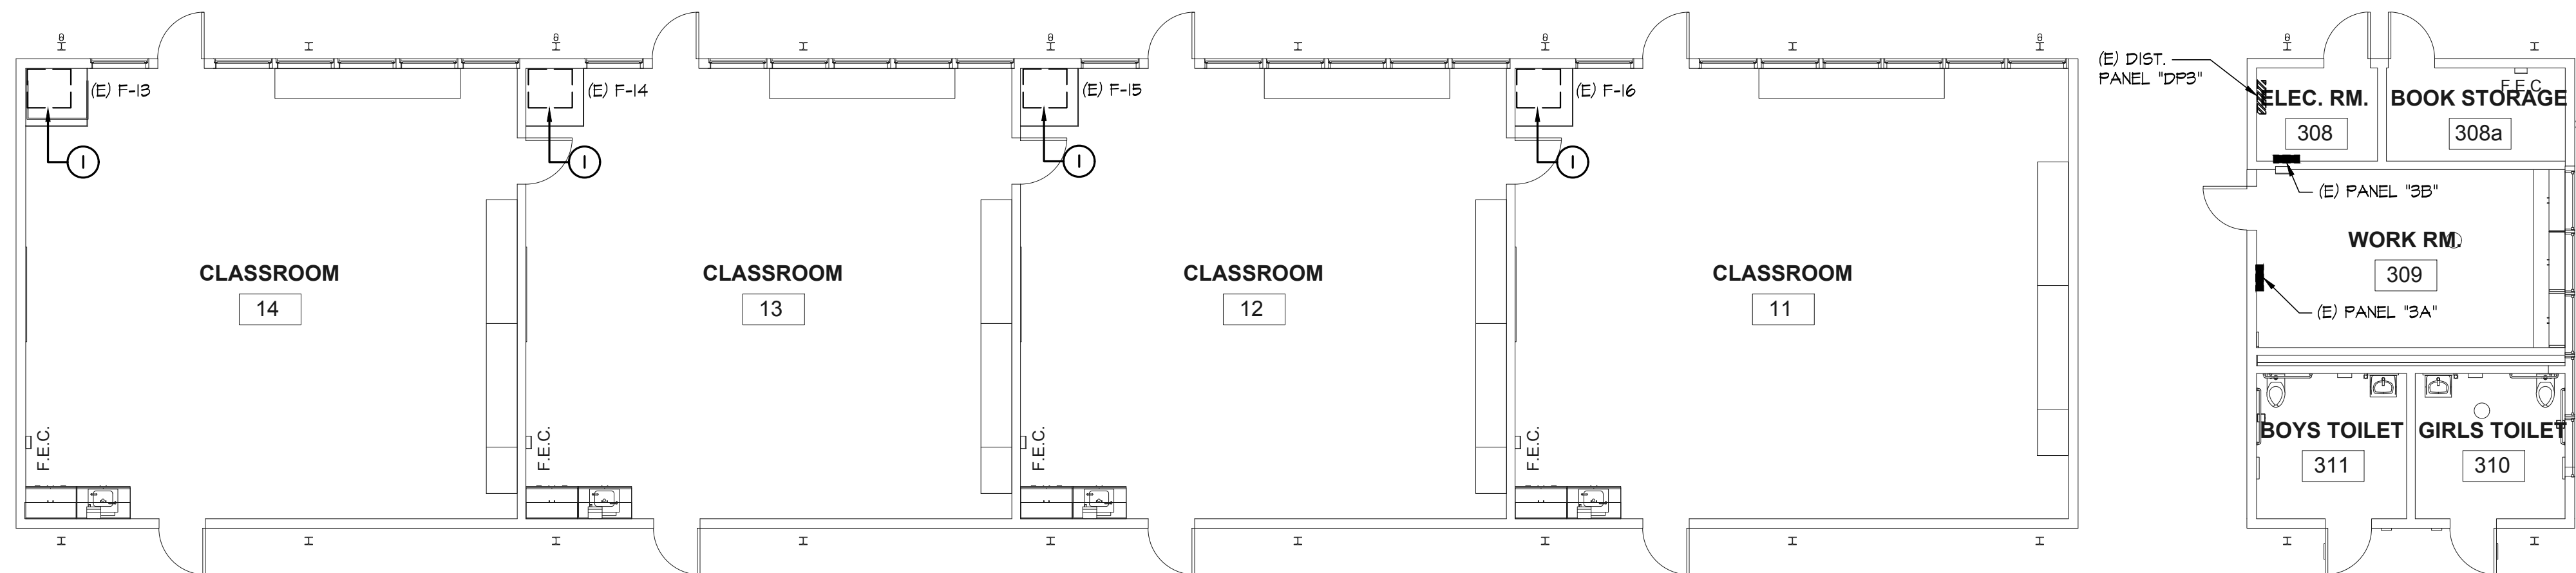 (E) F-13
(E) F-14
(E) F-15
(E) F-16
(E) DIST.
PANEL "DP3"
F.E.C.
ELEC. RM.
308
BOOK STORAGE
308a
1
1
1
1
(E) PANEL "3B"
WORK RM.
309
CLASSROOM
14
CLASSROOM
13
CLASSROOM
12
CLASSROOM
11
(E) PANEL "3A"
F.E.C.
F.E.C.
F.E.C.
F.E.C.
BOYS TOILET
311
GIRLS TOILET
310